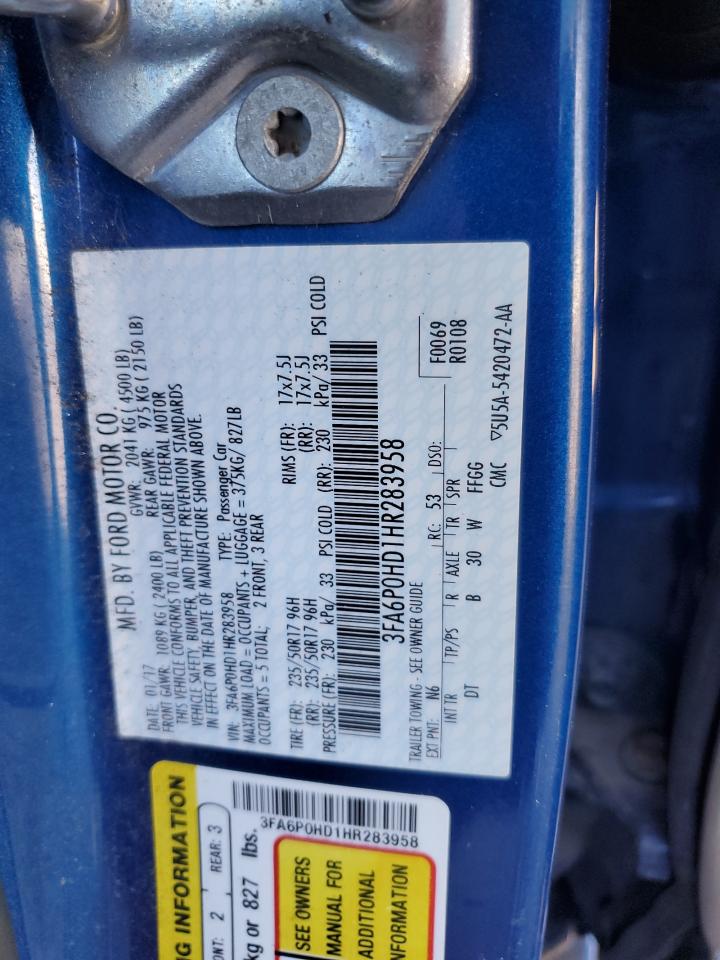 MFD. BY FORD MOTOR CO.
DATE: 01/17 GVWR: 2041 KG ( 4500 LB)
FRONT GAWR: 1089 KG ( 2400 LB) REAR GAWR: 975 KG ( 2150 LB)
THIS VEHICLE CONFORMS TO ALL APPLICABLE FEDERAL MOTOR
VEHICLE SAFETY, BUMPER, AND THEFT PREVENTION STANDARDS
IN EFFECT ON THE DATE OF MANUFACTURE SHOWN ABOVE.
VIN: 3FA6P0HD1HR283958 TYPE: Passenger Car
MAXIMUM LOAD = OCCUPANTS + LUGGAGE = 375KG/ 827LB
OCCUPANTS = 5 TOTAL: 2 FRONT, 3 REAR
TIRE (FR): 235/50R17 96H RIMS (FR): 17x7.5J
(RR): 235/50R17 96H (RR): 17x7.5J
PRESSURE (FR): 230 kPa/ 33 PSI COLD (RR): 230 kPa/ 33 PSI COLD
3FA6P0HD1HR283958
TRAILER TOWING - SEE OWNER GUIDE F0069
EXT PNT: N6 RC: 53 DSO: R0108
INT TR TP/PS R AXLE TR SPR
DT B 30 W FFGG
CMC ▽5U5A-5420472-AA
NG INFORMATION
ONT: 2 REAR: 3
kg or 827 lbs.
3FA6P0HD1HR283958
SEE OWNERS
MANUAL FOR
ADDITIONAL
INFORMATION